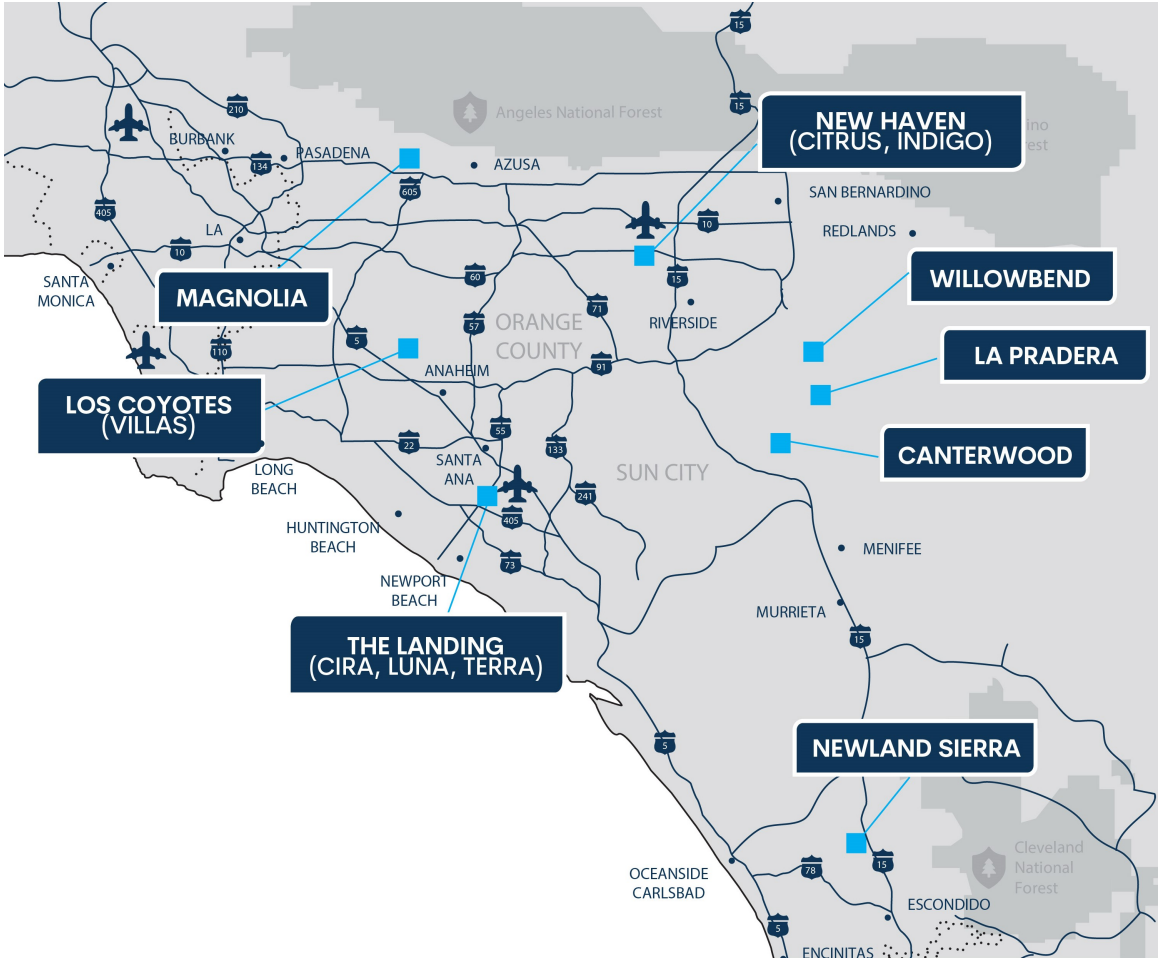 15
210
15
Angeles National Forest
NEW HAVEN
(CITRUS, INDIGO)
ino
rest
BURBANK
PASADENA
134
AZUSA
605
SAN BERNARDINO
405
10
REDLANDS
LA
10
SANTA
MONICA
60
15
WILLOWBEND
MAGNOLIA
71
RIVERSIDE
57
ORANGE
COUNTY
5
110
91
LA PRADERA
ANAHEIM
LOS COYOTES
(VILLAS)
55
22
133
SANTA
ANA
CANTERWOOD
LONG
BEACH
SUN CITY
241
405
HUNTINGTON
BEACH
73
MENIFEE
NEWPORT
BEACH
MURRIETA
15
THE LANDING
(CIRA, LUNA, TERRA)
5
NEWLAND SIERRA
Cleveland
National
Forest
15
78
OCEANSIDE
CARLSBAD
ESCONDIDO
5
ENCINITAS